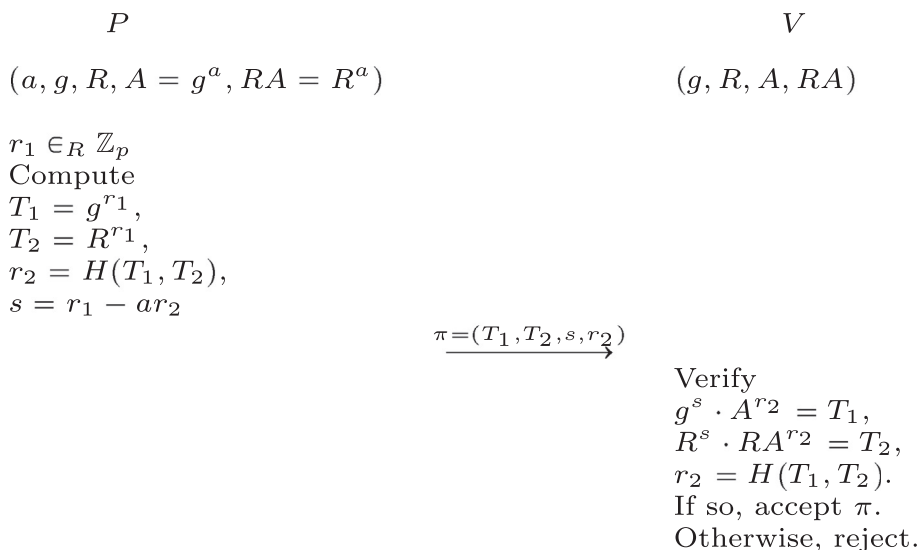 P V
(a, g, R, A = g^a, RA = R^a) (g, R, A, RA)
r_1 ∈_R ℤ_p
Compute
T_1 = g^{r_1},
T_2 = R^{r_1},
r_2 = H(T_1, T_2),
s = r_1 − ar_2
π=(T_1,T_2,s,r_2)
Verify
g^s · A^{r_2} = T_1,
R^s · RA^{r_2} = T_2,
r_2 = H(T_1, T_2).
If so, accept π.
Otherwise, reject.